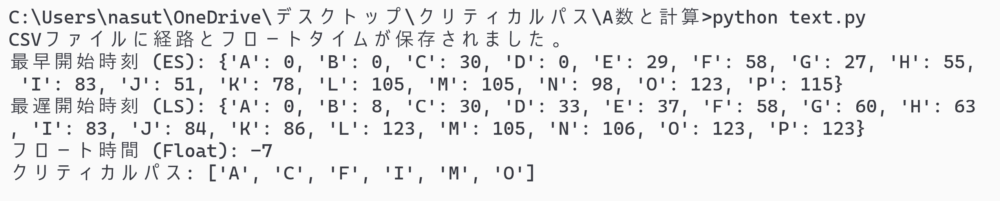 C:\Users\nasut\OneDrive\デスクトップ\クリティカルパス\A数と計算>python text.py
CSVファイルに経路とフロートタイムが保存されました。
最早開始時刻 (ES): {'A': 0, 'B': 0, 'C': 30, 'D': 0, 'E': 29, 'F': 58, 'G': 27, 'H': 55,
 'I': 83, 'J': 51, 'K': 78, 'L': 105, 'M': 105, 'N': 98, 'O': 123, 'P': 115}
最遅開始時刻 (LS): {'A': 0, 'B': 8, 'C': 30, 'D': 33, 'E': 37, 'F': 58, 'G': 60, 'H': 63
, 'I': 83, 'J': 84, 'K': 86, 'L': 123, 'M': 105, 'N': 106, 'O': 123, 'P': 123}
フロート時間 (Float): -7
クリティカルパス: ['A', 'C', 'F', 'I', 'M', 'O']